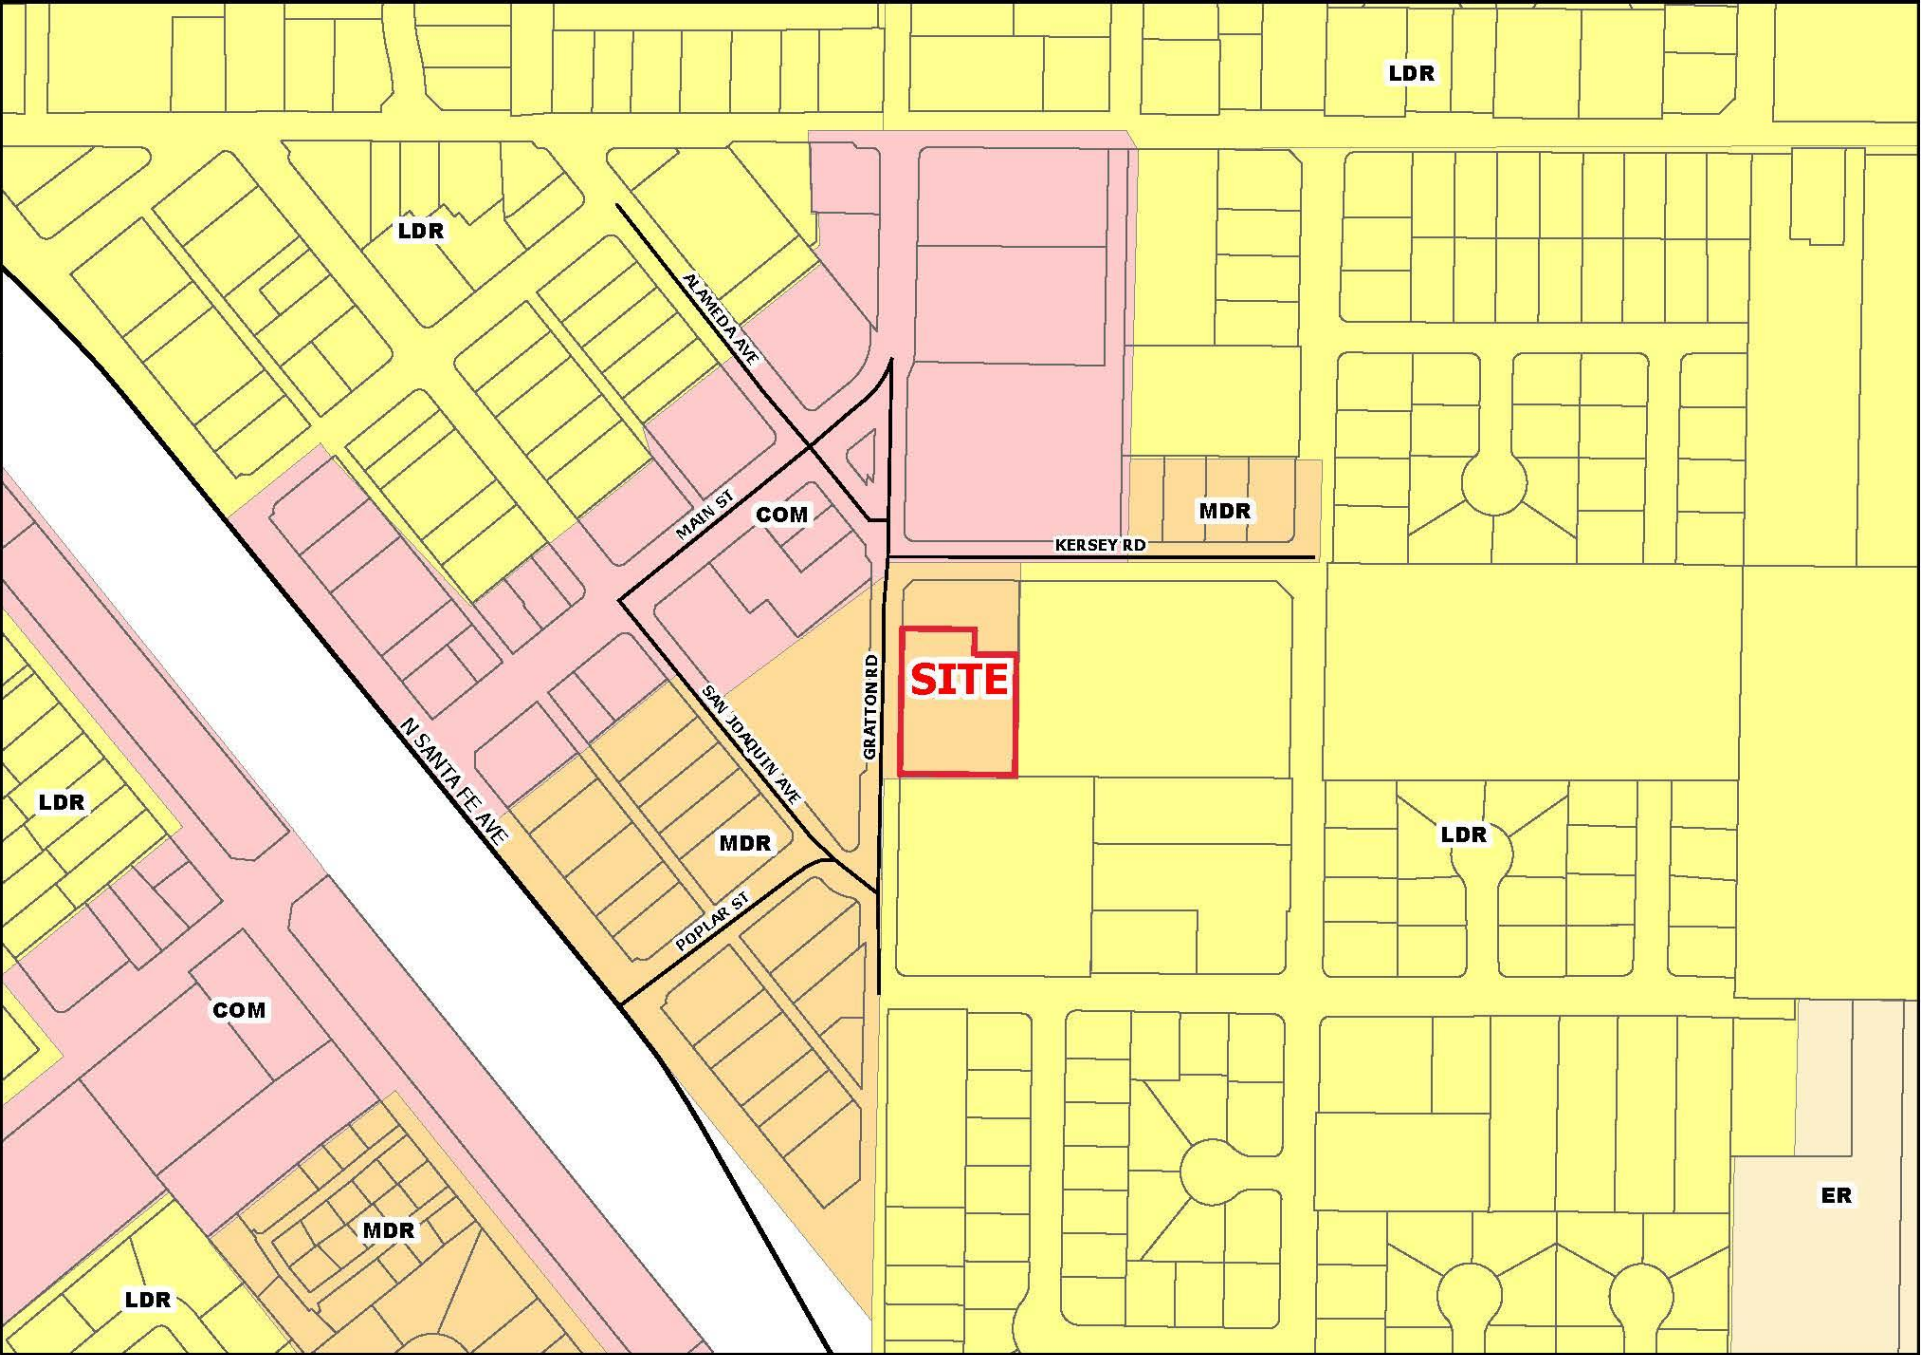 LDR
LDR
ALAMEDA AVE
MAIN ST
COM
MDR
KERSEY RD
SITE
GRATTON RD
SAN JOAQUIN AVE
N SANTA FE AVE
LDR
MDR
LDR
POPLAR ST
COM
ER
MDR
LDR